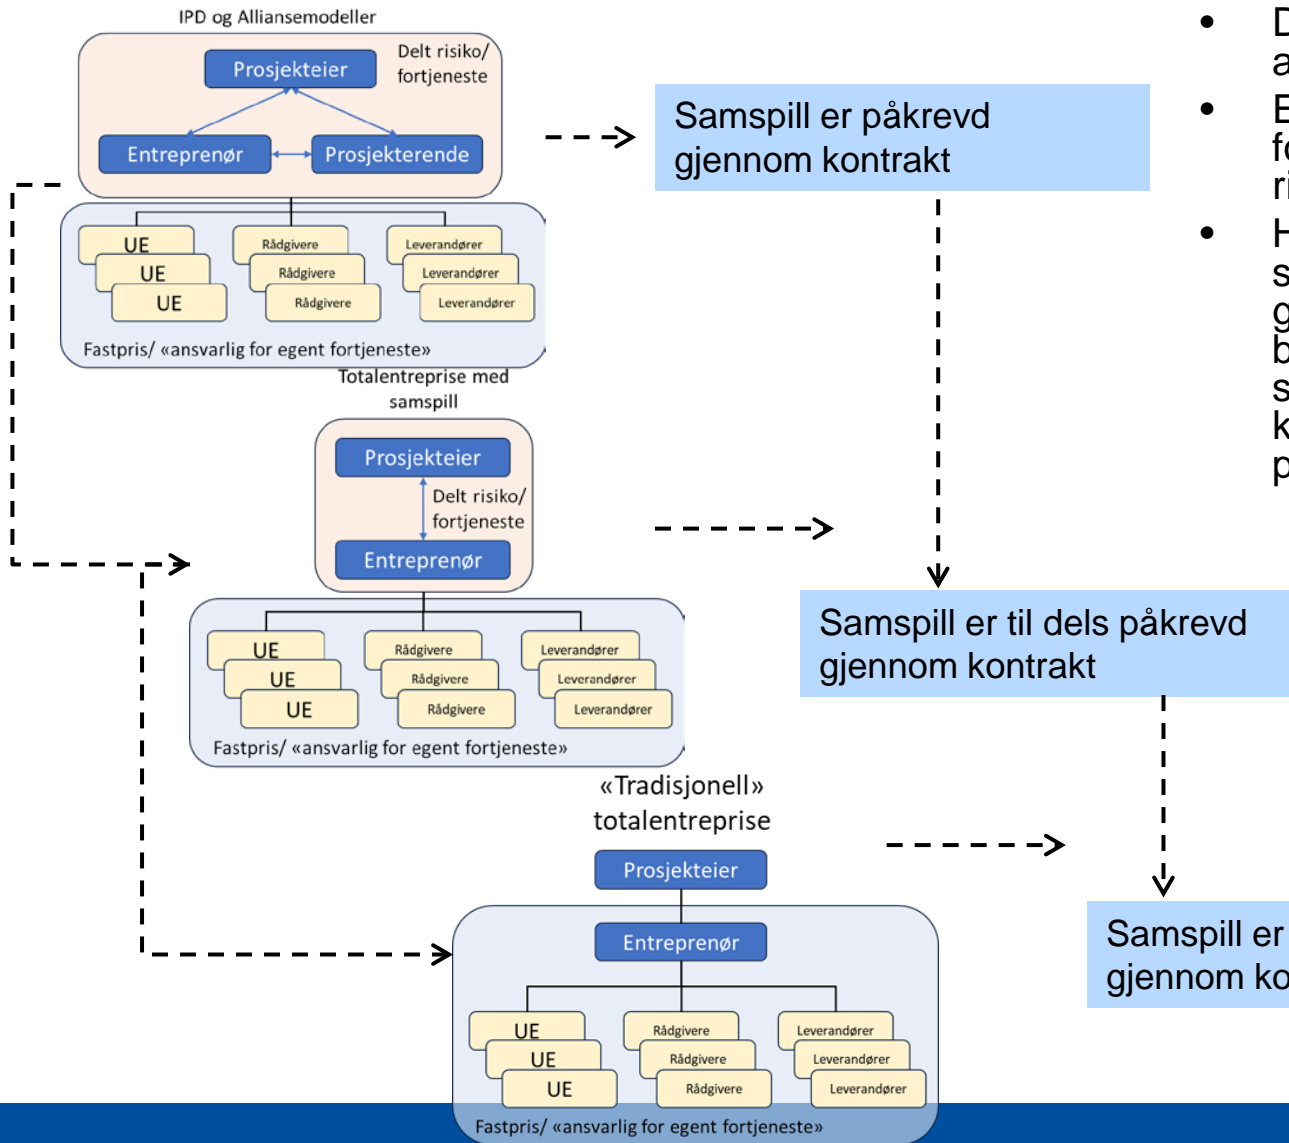 IPD og Alliansemodeller
Delt risiko/
fortjeneste
Prosjekteier
Entreprenør
Prosjekterende
UE
UE
UE
Rådgivere
Rådgivere
Rådgivere
Leverandører
Leverandører
Leverandører
Fastpris/ «ansvarlig for egent fortjeneste»
Samspill er påkrevd
gjennom kontrakt
Totalentreprise med
samspill
Prosjekteier
Delt risiko/
fortjeneste
Entreprenør
UE
UE
UE
Rådgivere
Rådgivere
Rådgivere
Leverandører
Leverandører
Leverandører
Fastpris/ «ansvarlig for egent fortjeneste»
Samspill er til dels påkrevd
gjennom kontrakt
«Tradisjonell»
totalentreprise
Prosjekteier
Entreprenør
UE
UE
UE
Rådgivere
Rådgivere
Rådgivere
Leverandører
Leverandører
Leverandører
Fastpris/ «ansvarlig for egent fortjeneste»
Samspill er
gjennom